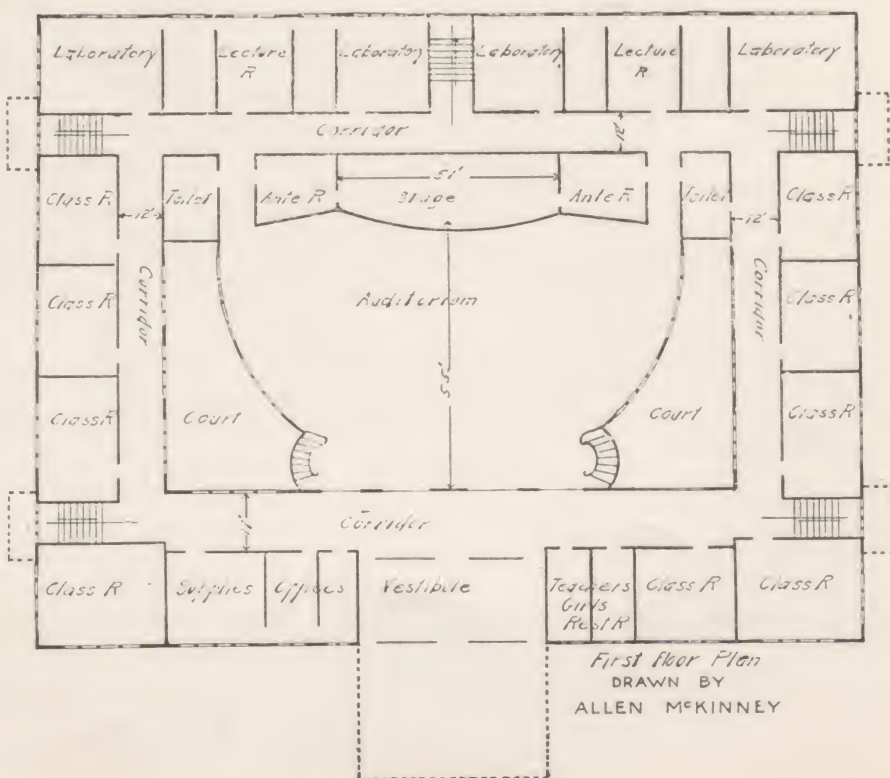 Laboratory
Lecture
R
Laboratory
Laboratory
Lecture
R
Laboratory
Corridor
12'
Class R
12'
Toilet
Ante R
51'
Stage
Ante R
Toilet
12'
Class R
Corridor
Auditorium
Corridor
Class R
Class R
55'
Class R
Court
Court
Class R
Corridor
Class R
Supplies
Offices
Vestibule
Teachers
Girls
Rest R
Class R
Class R
First Floor Plan
DRAWN BY
ALLEN McKINNEY